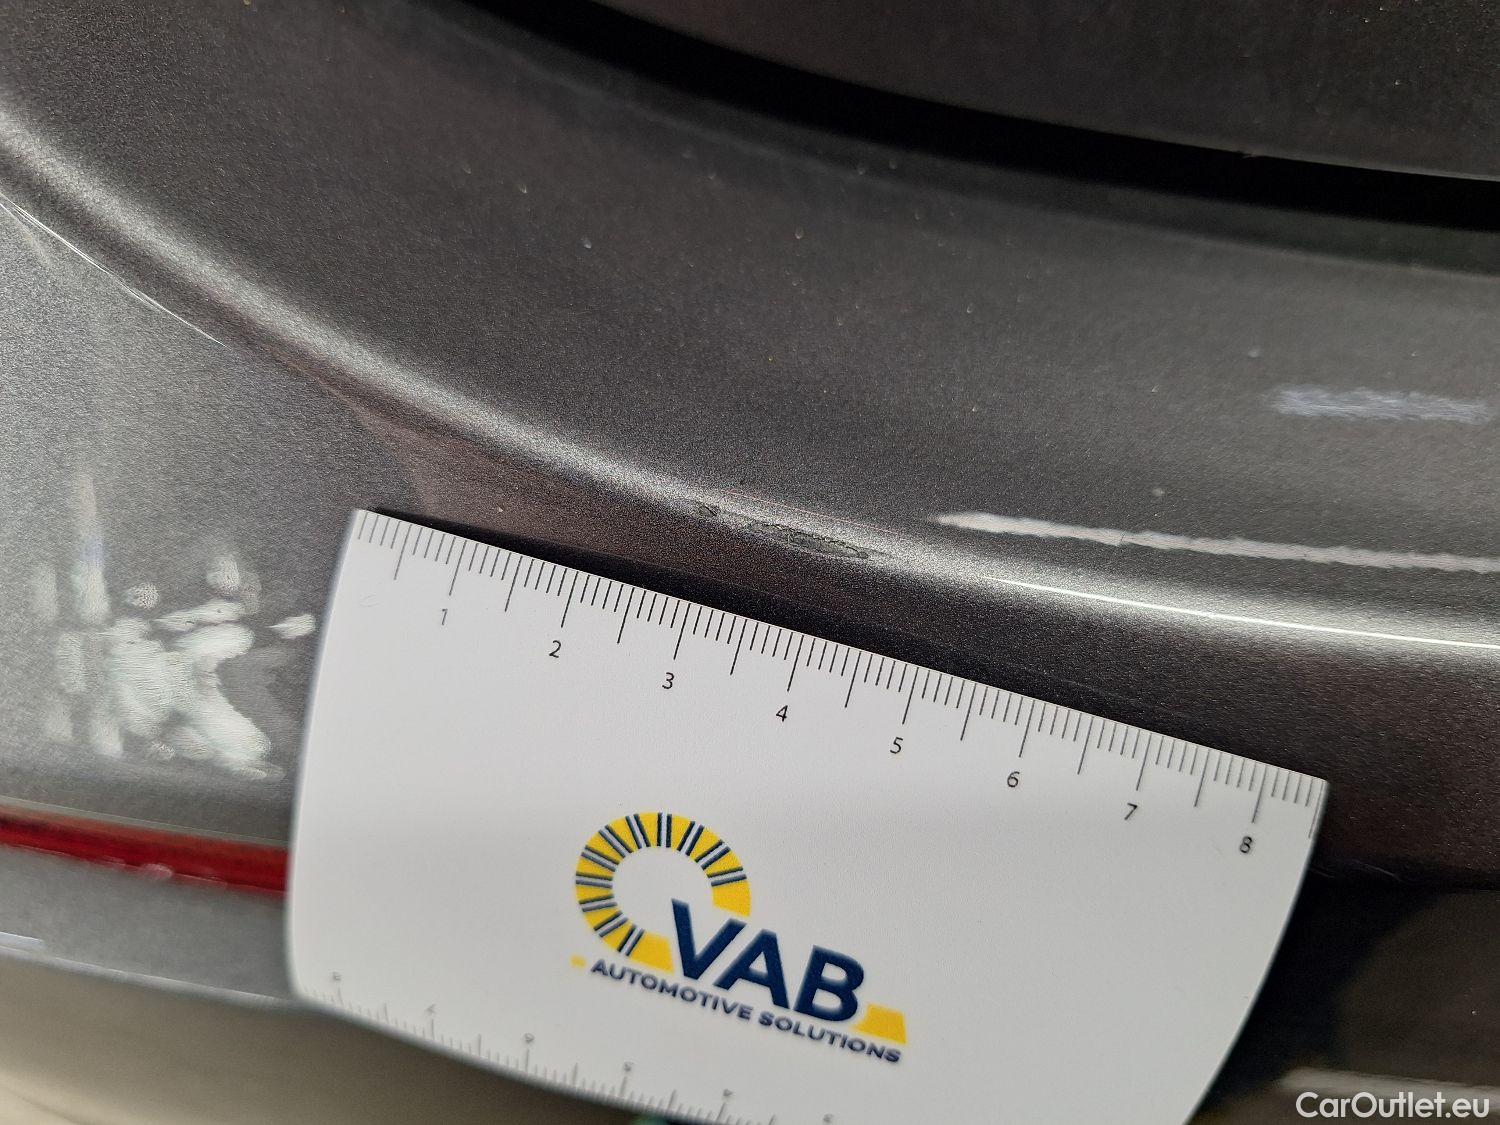 1 2 3 4 5 6 7 8
VAB
AUTOMOTIVE SOLUTIONS
CarOutlet.eu